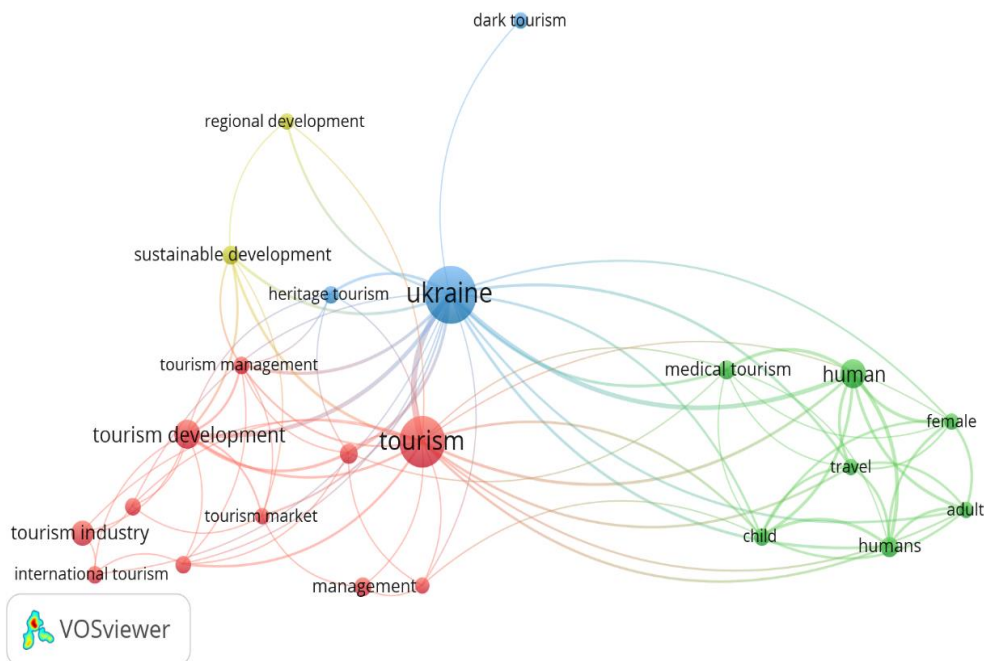 dark tourism
regional development
sustainable development
heritage tourism
ukraine
tourism management
medical tourism
human
tourism development
tourism
female
travel
tourism market
adult
tourism industry
child
humans
international tourism
management
VOSviewer